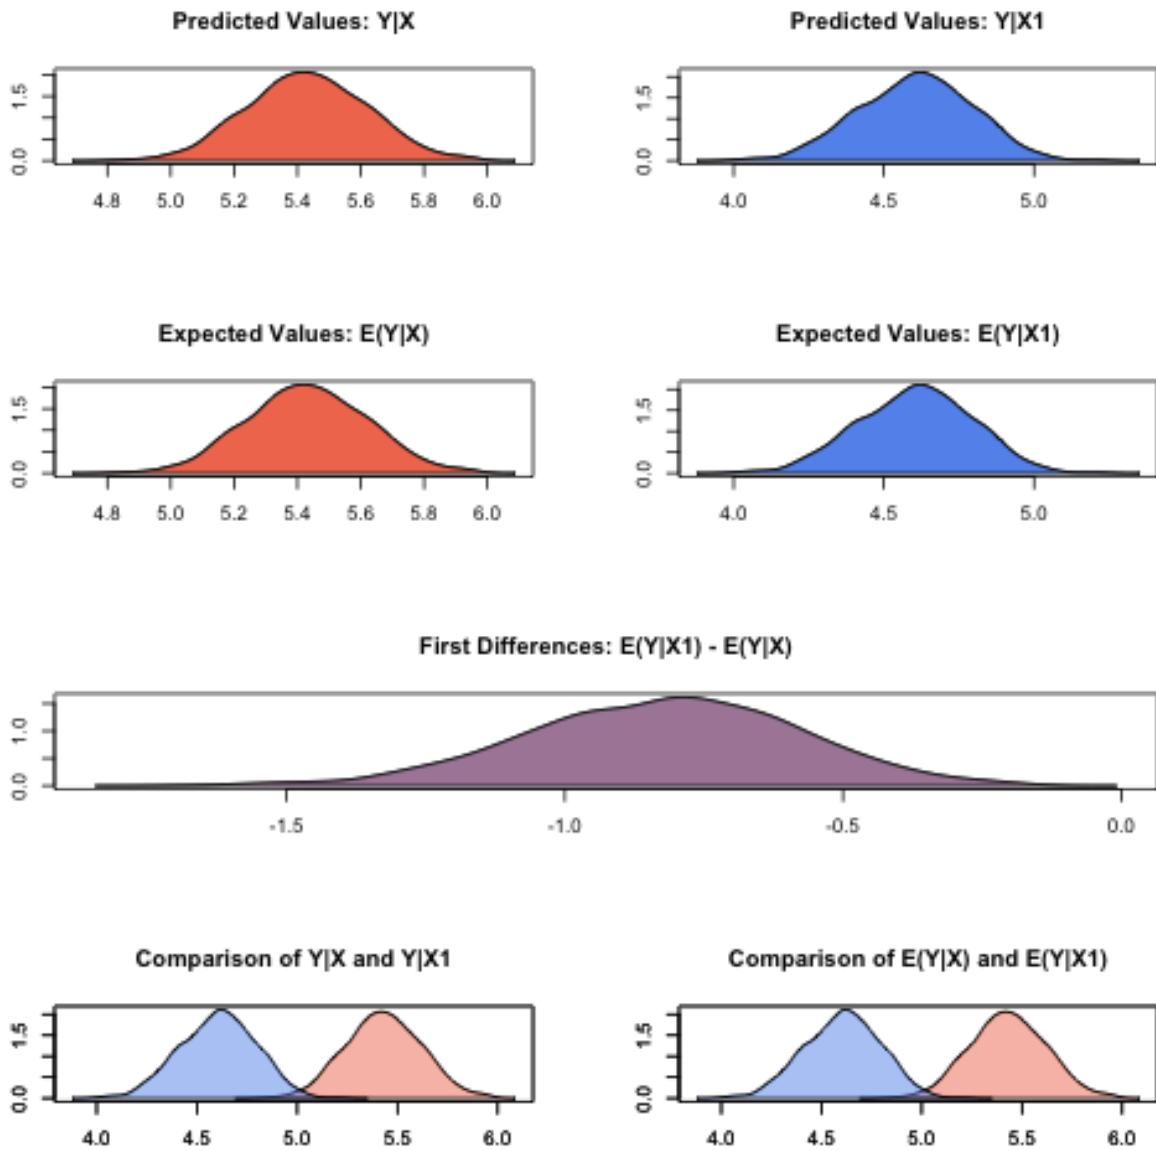 Predicted Values: Y|X
Predicted Values: Y|X1
0.0 1.5
4.8 5.0 5.2 5.4 5.6 5.8 6.0
0.0 1.5
4.0 4.5 5.0
Expected Values: E(Y|X)
Expected Values: E(Y|X1)
0.0 1.5
4.8 5.0 5.2 5.4 5.6 5.8 6.0
0.0 1.5
4.0 4.5 5.0
First Differences: E(Y|X1) - E(Y|X)
0.0 1.0
-1.5 -1.0 -0.5 0.0
Comparison of Y|X and Y|X1
Comparison of E(Y|X) and E(Y|X1)
0.0 1.5
4.0 4.5 5.0 5.5 6.0
0.0 1.5
4.0 4.5 5.0 5.5 6.0